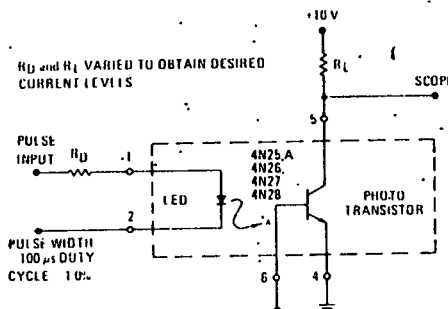 +10 V
RD and RL VARIED TO OBTAIN DESIRED
CURRENT LEVELS
RL
SCOPE
5
PULSE
INPUT
RD
1
4N25,A
4N26,
4N27
4N28
LED
PHOTO
TRANSISTOR
2
PULSE WIDTH
100 μs DUTY
CYCLE
6
4